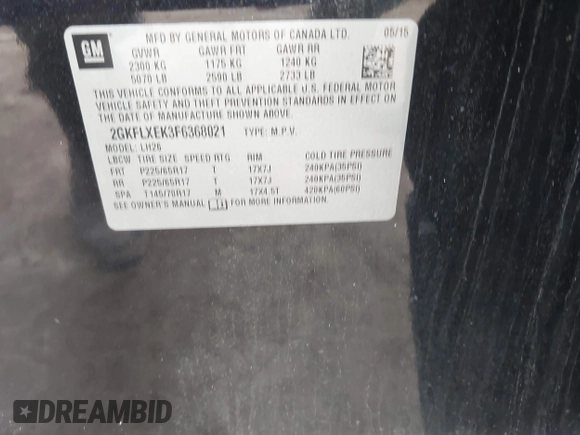 GM
MFD BY GENERAL MOTORS OF CANADA LTD. 05/15
GVWR GAWR FRT GAWR RR
2300 KG 1175 KG 1240 KG
5070 LB 2590 LB 2733 LB
THIS VEHICLE CONFORMS TO ALL APPLICABLE U.S. FEDERAL MOTOR
VEHICLE SAFETY AND THEFT PREVENTION STANDARDS IN EFFECT ON
THE DATE OF MANUFACTURE SHOWN ABOVE.
2GKFLXEK3F6368021 TYPE: M.P.V.
MODEL: LH26
LBCW TIRE SIZE SPEED RTG RIM COLD TIRE PRESSURE
FRT P225/65R17 T 17X7J 240KPA(35PSI)
RR P225/65R17 T 17X7J 240KPA(35PSI)
SPA T145/70R17 M 17X4.5T 420KPA(60PSI)
SEE OWNER'S MANUAL FOR MORE INFORMATION.
DREAMBID